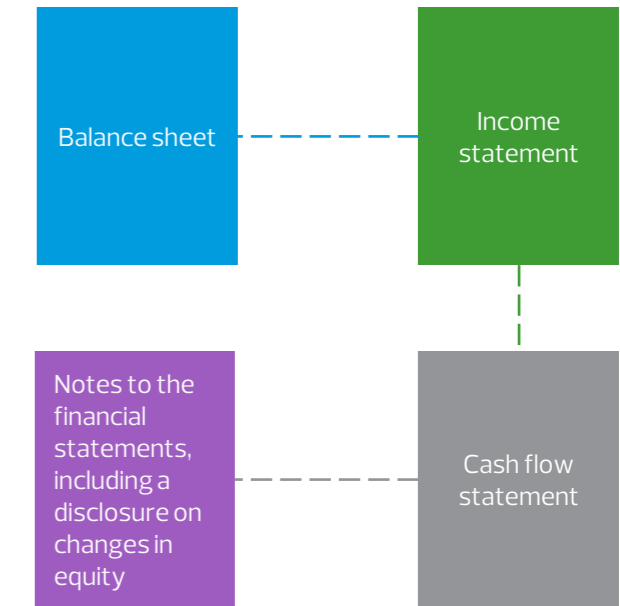 Balance sheet
Income
statement
Notes to the
financial
statements,
including a
disclosure on
changes in
equity
Cash flow
statement